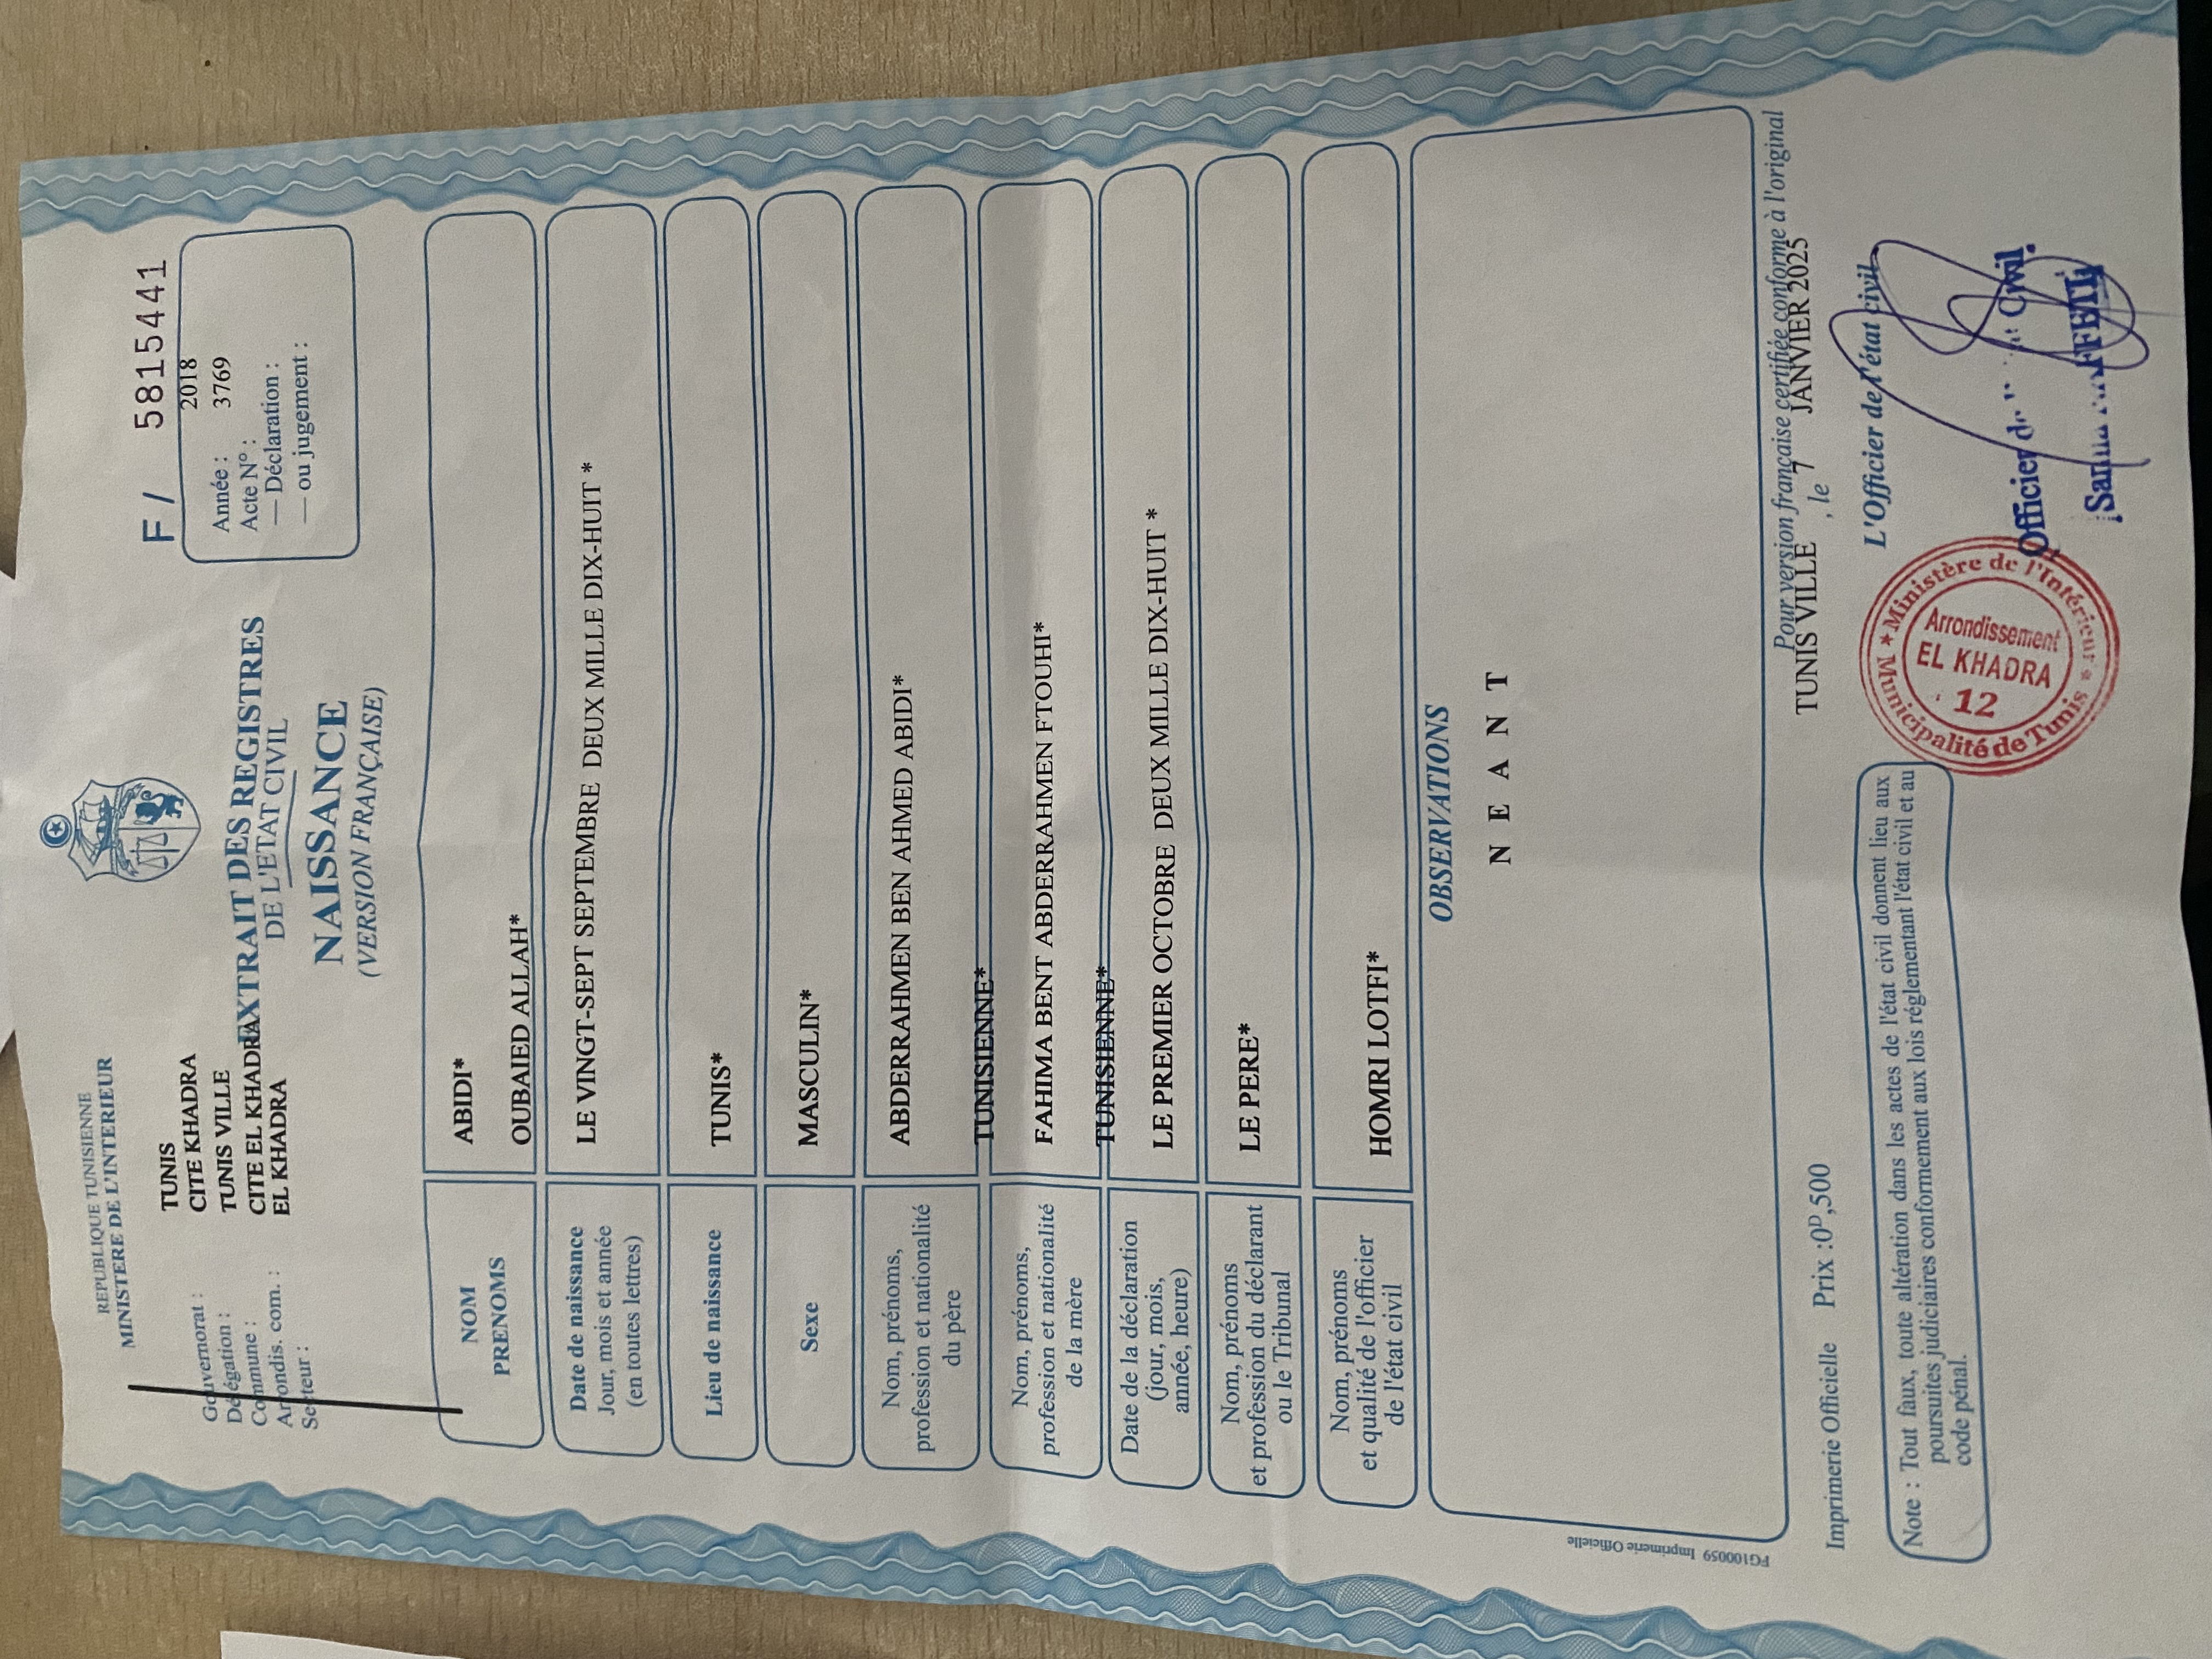 REPUBLIQUE TUNISIENNE
MINISTERE DE L'INTERIEUR
F / 58154441
Gouvernorat : TUNIS
Délégation : CITE KHADRA
Commune : TUNIS VILLE
Arrondis. com. : CITE EL KHADRA
Secteur : EL KHADRA
EXTRAIT DES REGISTRES
DE L'ETAT CIVIL
NAISSANCE
(VERSION FRANÇAISE)
Année : 2018
Acte N° : 3769
— Déclaration :
— ou jugement :
NOM ABIDI*
PRENOMS OUBAIED ALLAH*
Date de naissance
Jour, mois et année
(en toutes lettres)
LE VINGT-SEPT SEPTEMBRE DEUX MILLE DIX-HUIT *
Lieu de naissance TUNIS*
Sexe MASCULIN*
Nom, prénoms,
profession et nationalité
du père
ABDERRAHMEN BEN AHMED ABIDI*
TUNISIENNE*
Nom, prénoms,
profession et nationalité
de la mère
FAHIMA BENT ABDERRAHMEN FTOUHI*
TUNISIENNE*
Date de la déclaration
(jour, mois,
année, heure)
LE PREMIER OCTOBRE DEUX MILLE DIX-HUIT *
Nom, prénoms
et profession du déclarant
ou le Tribunal
LE PERE*
Nom, prénoms
et qualité de l'officier
de l'état civil
HOMRI LOTFI*
OBSERVATIONS
N E A N T
FG100059 Imprimerie Officielle
Imprimerie Officielle Prix :0D,500
Pour version française certifiée conforme à l'original
TUNIS VILLE , le 7 JANVIER 2025
L'Officier de l'état civil
Note : Tout faux, toute altération dans les actes de l'état civil donnent lieu aux
poursuites judiciaires conformement aux lois réglementant l'état civil et au
code pénal.
★ Ministère de l'Intérieur ★
Municipalité de Tunis
Arrondissement
EL KHADRA
12
Officier Civil